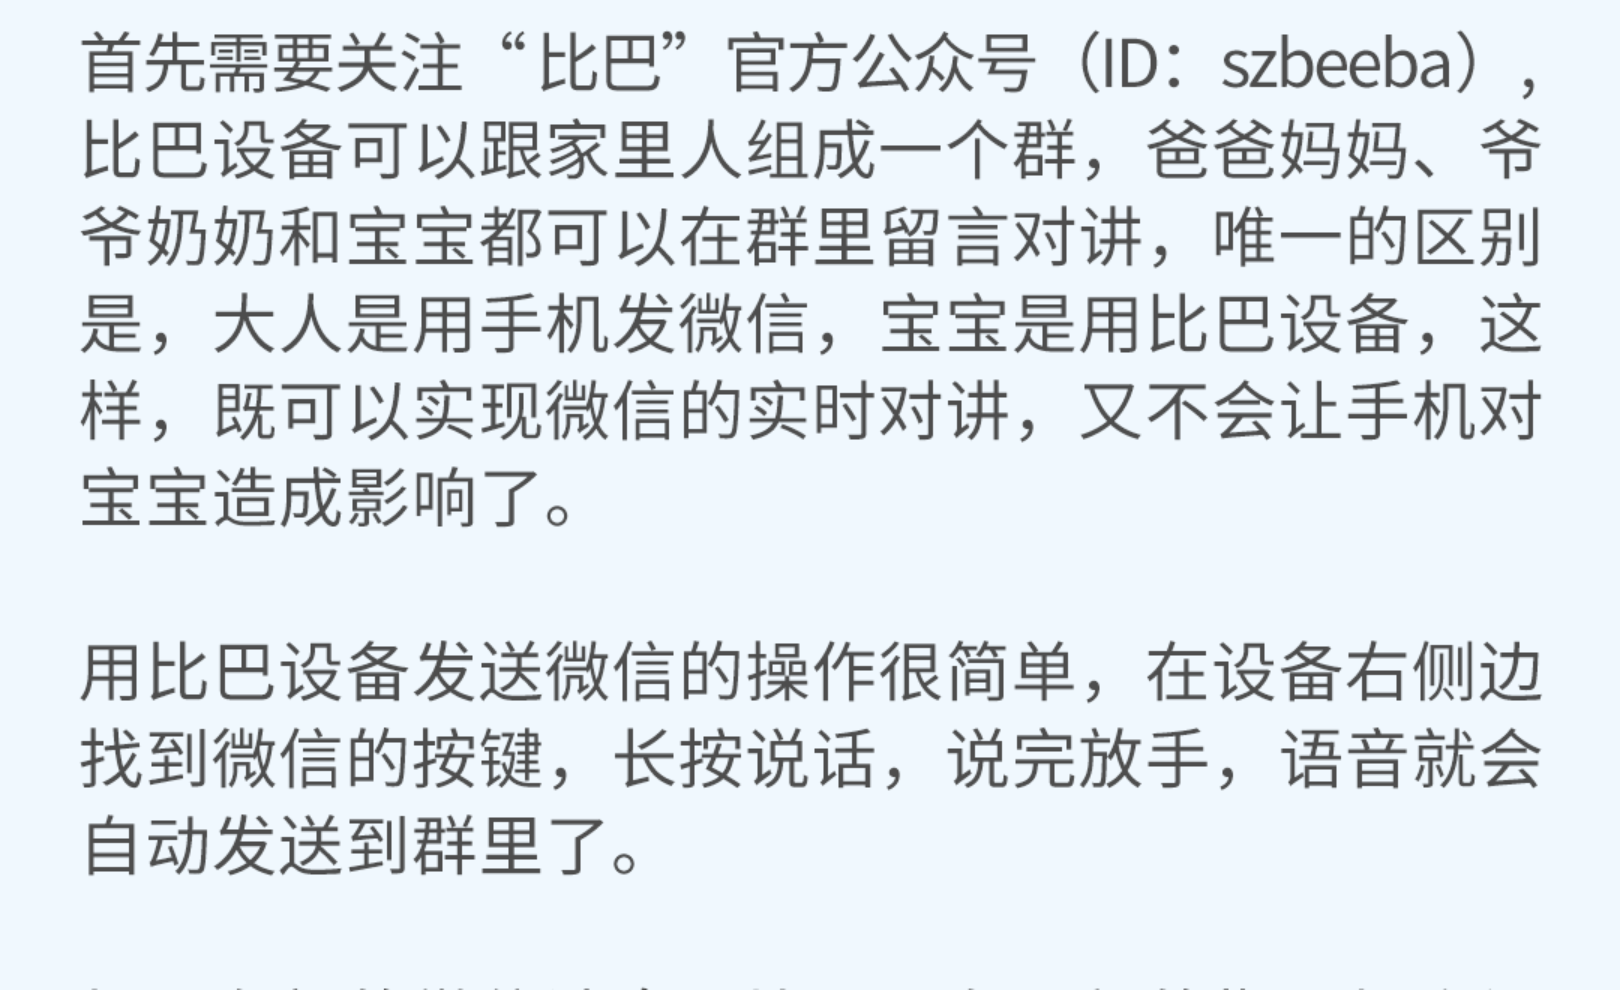 首先需要关注“比巴”官方公众号（ID：szbeeba），
比巴设备可以跟家里人组成一个群，爸爸妈妈、爷
爷奶奶和宝宝都可以在群里留言对讲，唯一的区别
是，大人是用手机发微信，宝宝是用比巴设备，这
样，既可以实现微信的实时对讲，又不会让手机对
宝宝造成影响了。
用比巴设备发送微信的操作很简单，在设备右侧边
找到微信的按键，长按说话，说完放手，语音就会
自动发送到群里了。